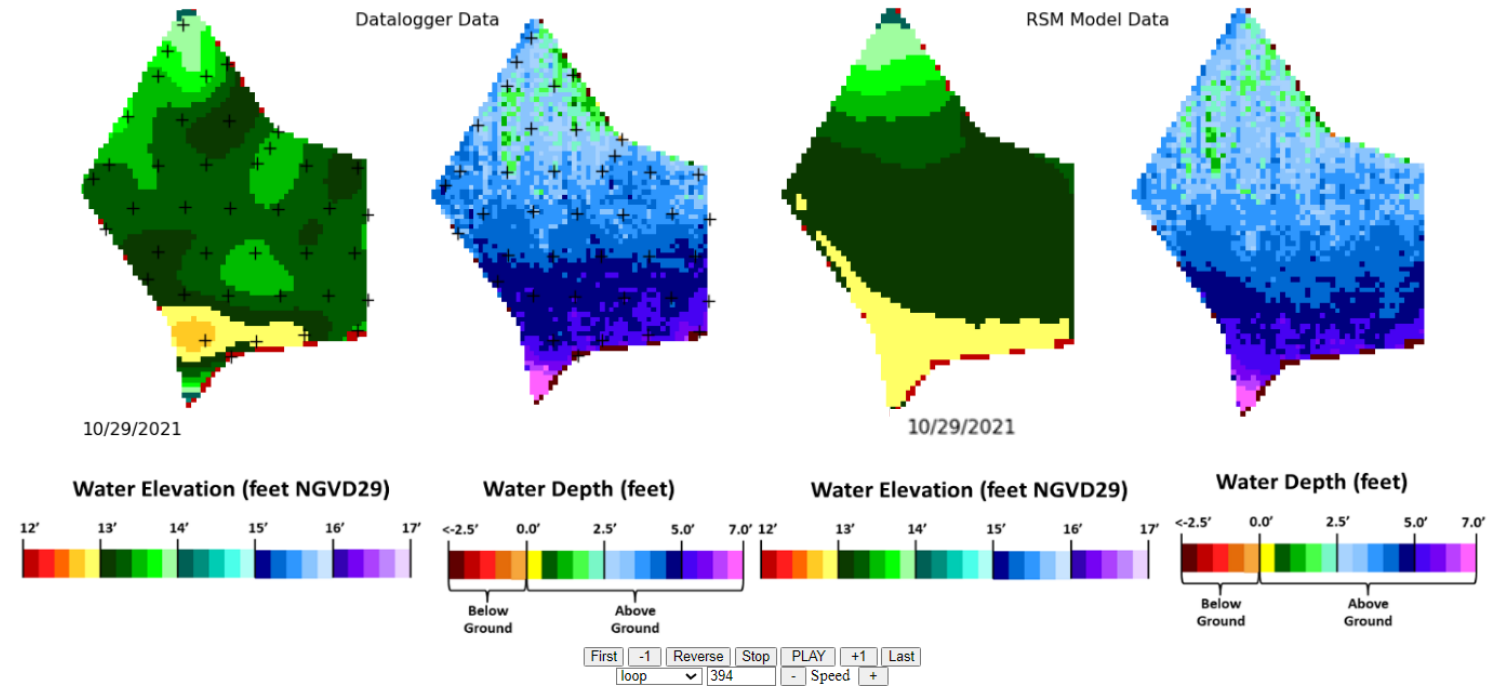 Datalogger Data
RSM Model Data
10/29/2021
10/29/2021
Water Elevation (feet NGVD29)
12’ 13’ 14’ 15’ 16’ 17’
Water Depth (feet)
<-2.5’ 0.0’ 2.5’ 5.0’ 7.0’
Below
Ground
Above
Ground
Water Elevation (feet NGVD29)
12’ 13’ 14’ 15’ 16’ 17’
Water Depth (feet)
<-2.5’ 0.0’ 2.5’ 5.0’ 7.0’
Below
Ground
Above
Ground
First -1 Reverse Stop PLAY +1 Last
loop 394 - Speed +